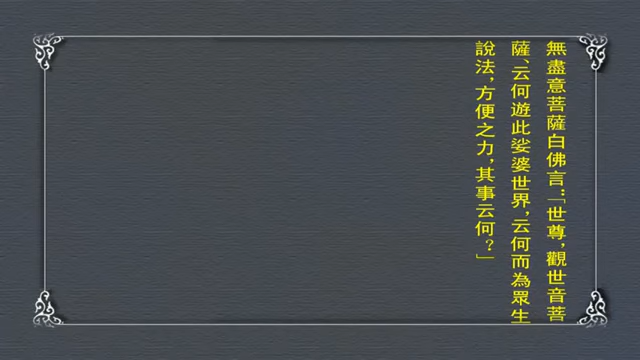 無盡意菩薩白佛言：「世尊，觀世音菩
薩、云何遊此娑婆世界，云何而為眾生
說法，方便之力，其事云何？」